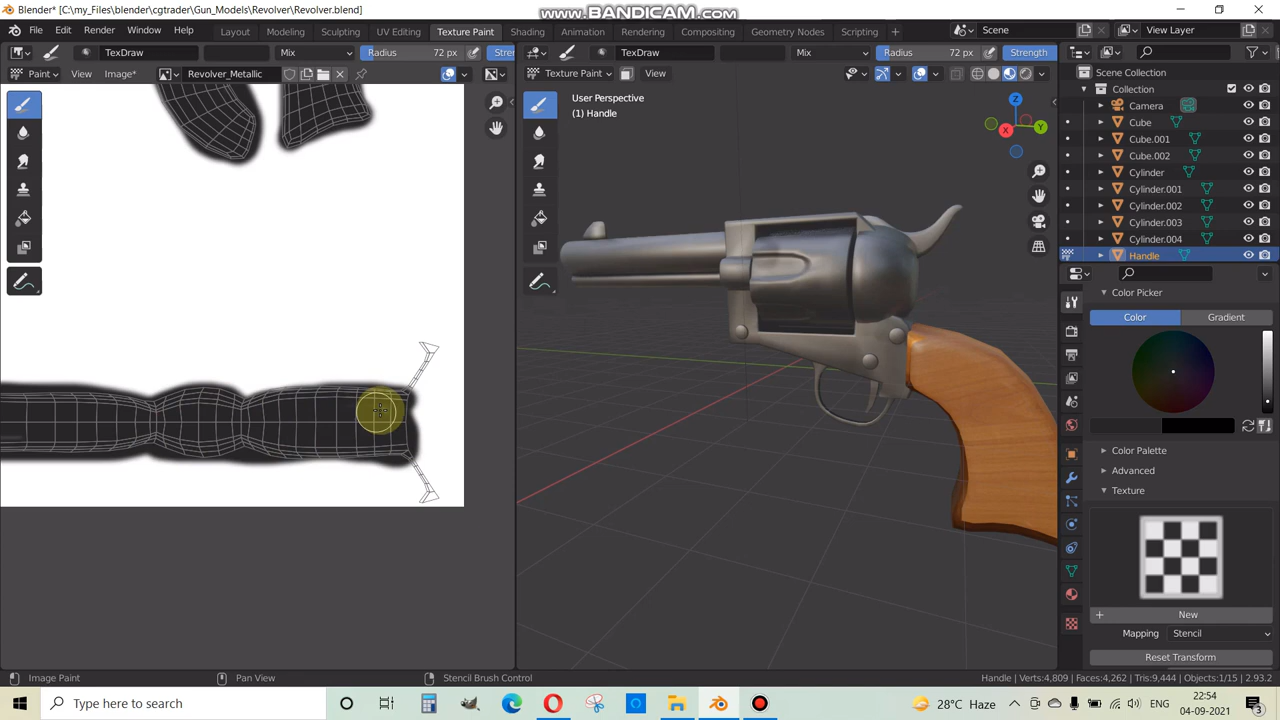 Blender* [C:\my_Files\blender\cgtrader\Gun_Models\Revolver\Revolver.blend]
www.BANDICAM.com
File Edit Render Window Help Layout Modeling Sculpting UV Editing Texture Paint Shading Animation Rendering Compositing Geometry Nodes Scripting + Scene View Layer
TexDraw Mix Radius 72 px Stren TexDraw Mix Radius 72 px Strength
Paint View Image* Revolver_Metallic Texture Paint View
Scene Collection
Collection
Camera
Cube
Cube.001
Cube.002
Cylinder
Cylinder.001
Cylinder.002
Cylinder.003
Cylinder.004
Handle
User Perspective
(1) Handle
Z
Y
X
Color Picker
Color Gradient
Color Palette
Advanced
Texture
+ New
Mapping Stencil
Reset Transform
Image Paint Pan View Stencil Brush Control Handle | Verts:4,809 | Faces:4,262 | Tris:9,444 | Objects:1/15 | 2.93.2
Type here to search 28°C Haze ENG 22:54
04-09-2021
3